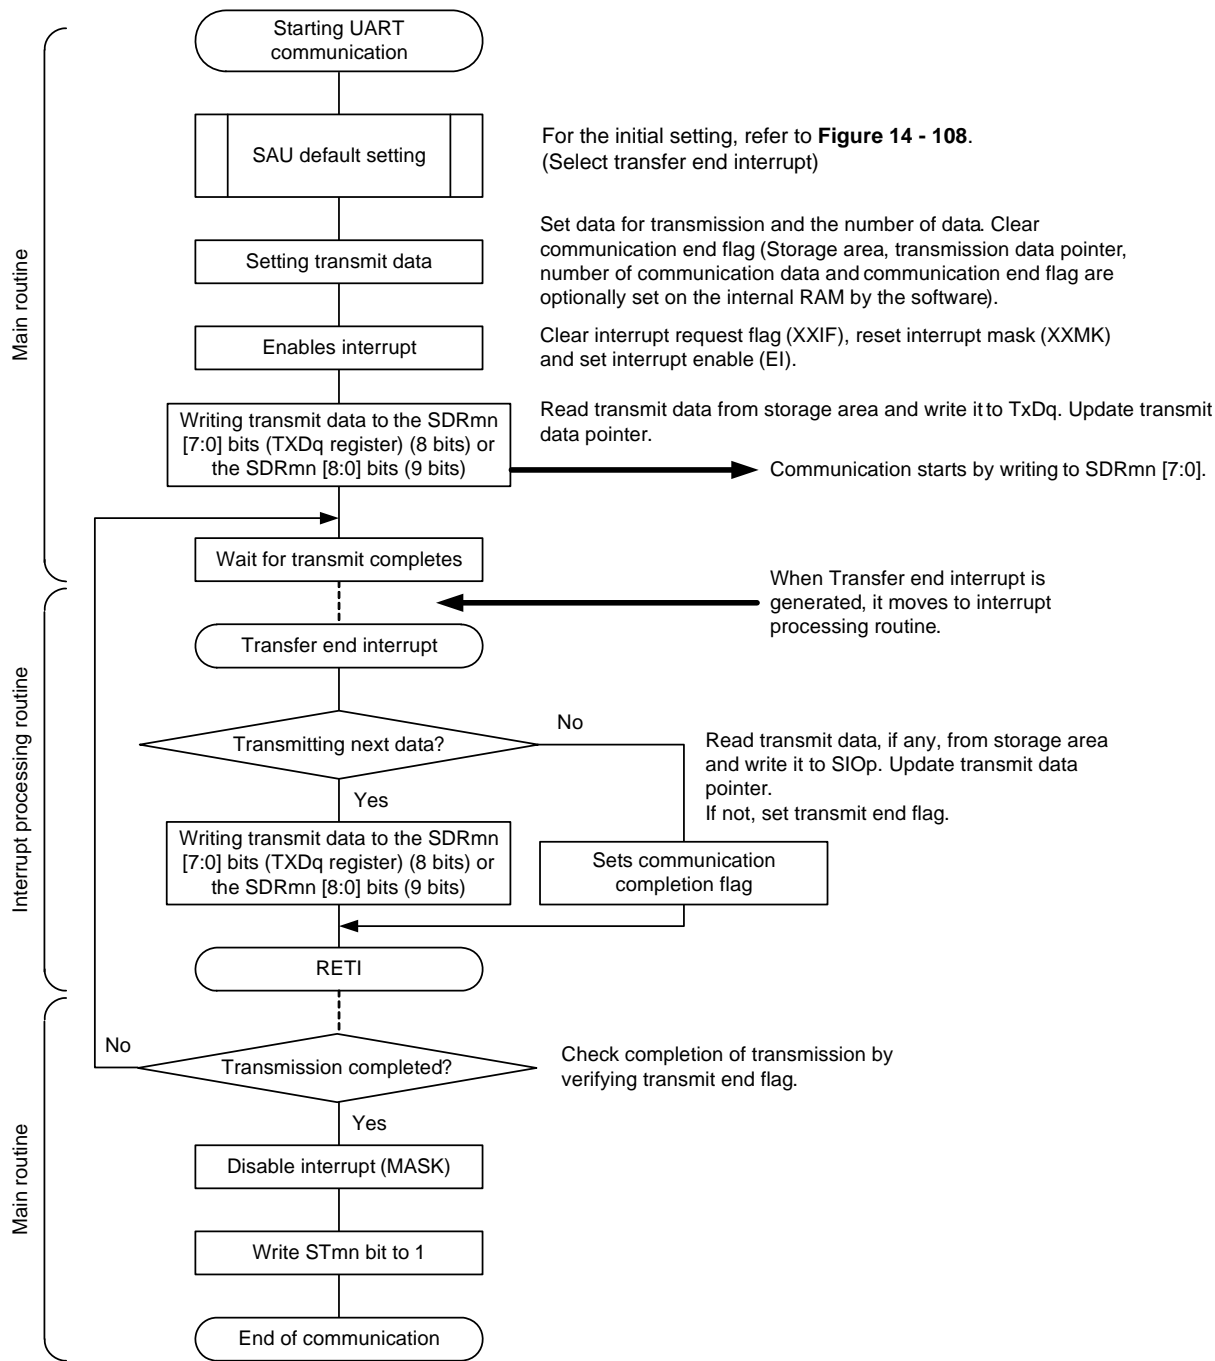 Starting UART
communication
SAU default setting
For the initial setting, refer to Figure 14 - 108.
(Select transfer end interrupt)
Main routine
Setting transmit data
Set data for transmission and the number of data. Clear
communication end flag (Storage area, transmission data pointer,
number of communication data and communication end flag are
optionally set on the internal RAM by the software).
Enables interrupt
Clear interrupt request flag (XXIF), reset interrupt mask (XXMK)
and set interrupt enable (EI).
Writing transmit data to the SDRmn
[7:0] bits (TXDq register) (8 bits) or
the SDRmn [8:0] bits (9 bits)
Read transmit data from storage area and write it to TxDq. Update transmit
data pointer.
Communication starts by writing to SDRmn [7:0].
Wait for transmit completes
When Transfer end interrupt is
generated, it moves to interrupt
processing routine.
Interrupt processing routine
Transfer end interrupt
Transmitting next data?
No
Yes
Read transmit data, if any, from storage area
and write it to SIOp. Update transmit data
pointer.
If not, set transmit end flag.
Writing transmit data to the SDRmn
[7:0] bits (TXDq register) (8 bits) or
the SDRmn [8:0] bits (9 bits)
Sets communication
completion flag
RETI
Main routine
No
Transmission completed?
Check completion of transmission by
verifying transmit end flag.
Yes
Disable interrupt (MASK)
Write STmn bit to 1
End of communication